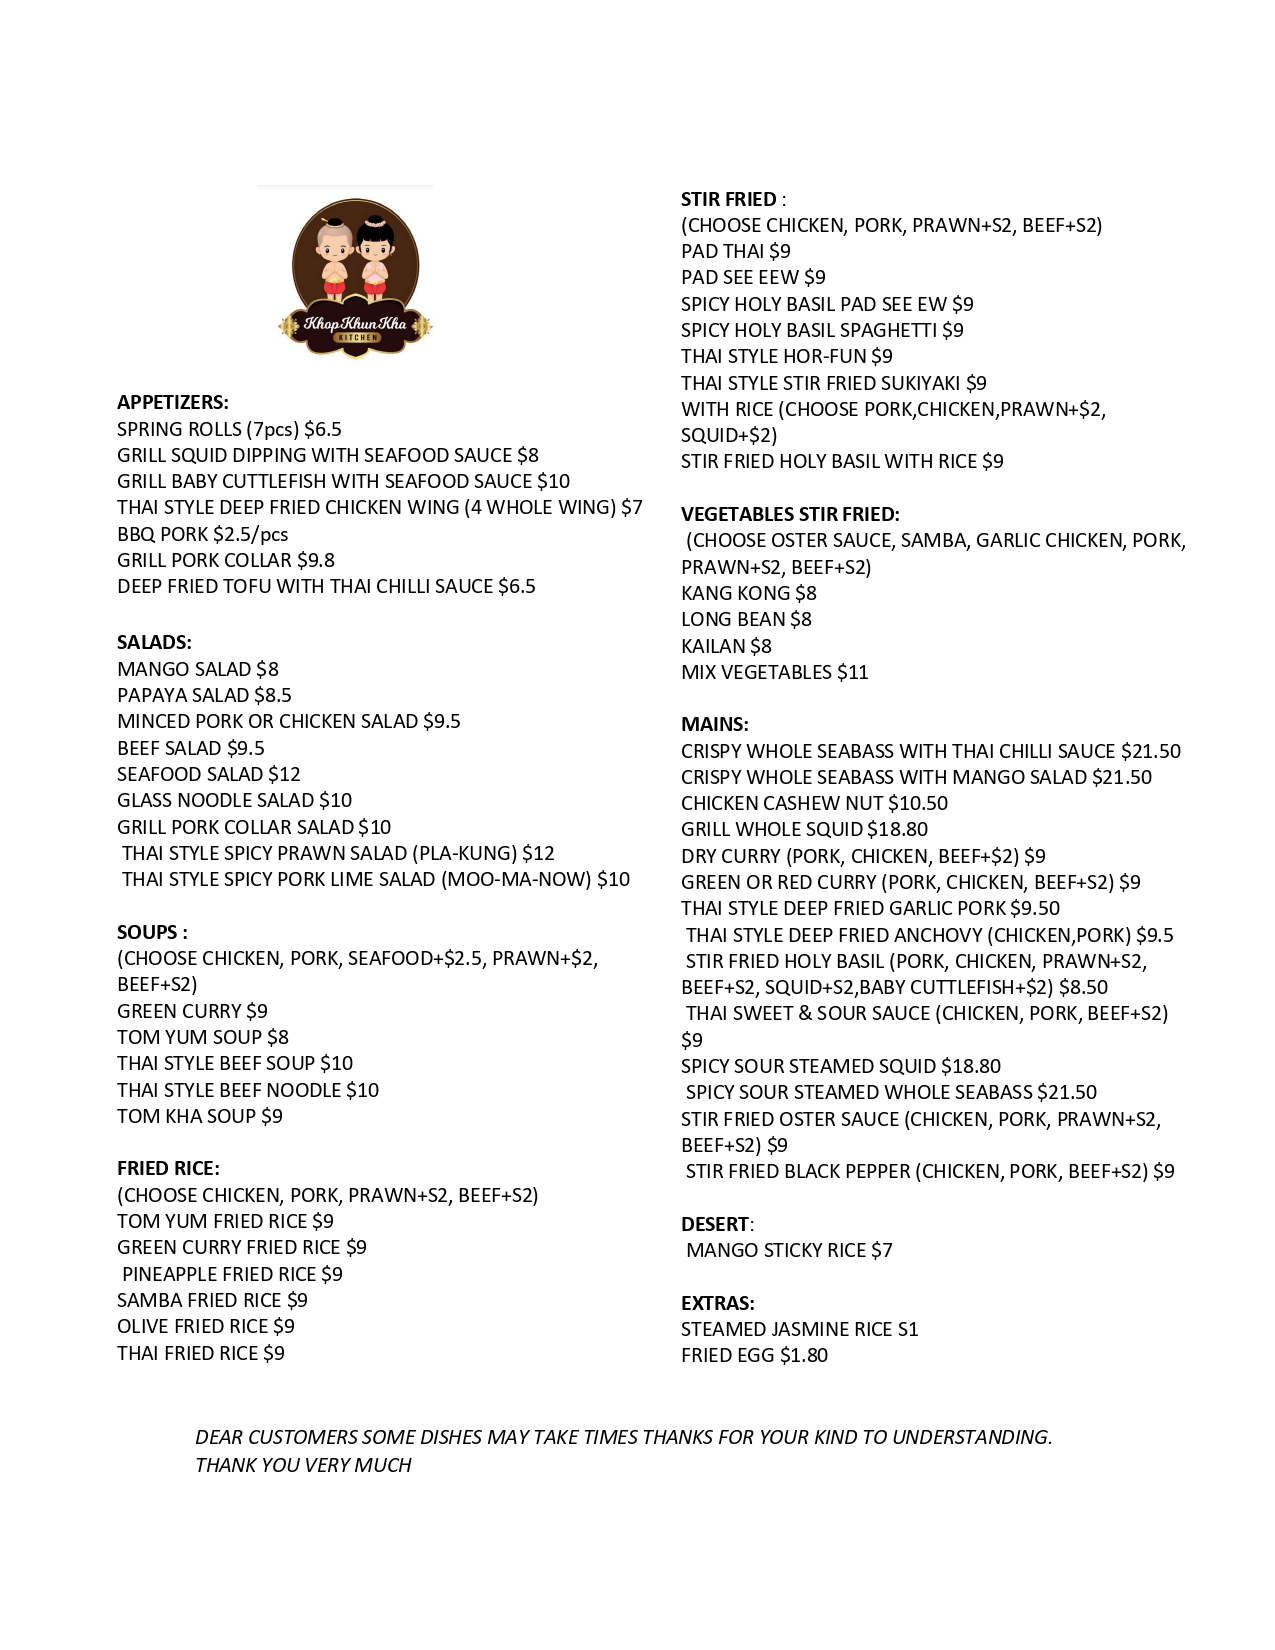 Khop Khun Kha
KITCHEN
APPETIZERS:
SPRING ROLLS (7pcs) $6.5
GRILL SQUID DIPPING WITH SEAFOOD SAUCE $8
GRILL BABY CUTTLEFISH WITH SEAFOOD SAUCE $10
THAI STYLE DEEP FRIED CHICKEN WING (4 WHOLE WING) $7
BBQ PORK $2.5/pcs
GRILL PORK COLLAR $9.8
DEEP FRIED TOFU WITH THAI CHILLI SAUCE $6.5
SALADS:
MANGO SALAD $8
PAPAYA SALAD $8.5
MINCED PORK OR CHICKEN SALAD $9.5
BEEF SALAD $9.5
SEAFOOD SALAD $12
GLASS NOODLE SALAD $10
GRILL PORK COLLAR SALAD $10
THAI STYLE SPICY PRAWN SALAD (PLA-KUNG) $12
THAI STYLE SPICY PORK LIME SALAD (MOO-MA-NOW) $10
SOUPS :
(CHOOSE CHICKEN, PORK, SEAFOOD+$2.5, PRAWN+$2,
BEEF+S2)
GREEN CURRY $9
TOM YUM SOUP $8
THAI STYLE BEEF SOUP $10
THAI STYLE BEEF NOODLE $10
TOM KHA SOUP $9
FRIED RICE:
(CHOOSE CHICKEN, PORK, PRAWN+S2, BEEF+S2)
TOM YUM FRIED RICE $9
GREEN CURRY FRIED RICE $9
PINEAPPLE FRIED RICE $9
SAMBA FRIED RICE $9
OLIVE FRIED RICE $9
THAI FRIED RICE $9
STIR FRIED :
(CHOOSE CHICKEN, PORK, PRAWN+S2, BEEF+S2)
PAD THAI $9
PAD SEE EEW $9
SPICY HOLY BASIL PAD SEE EW $9
SPICY HOLY BASIL SPAGHETTI $9
THAI STYLE HOR-FUN $9
THAI STYLE STIR FRIED SUKIYAKI $9
WITH RICE (CHOOSE PORK,CHICKEN,PRAWN+$2,
SQUID+$2)
STIR FRIED HOLY BASIL WITH RICE $9
VEGETABLES STIR FRIED:
(CHOOSE OSTER SAUCE, SAMBA, GARLIC CHICKEN, PORK,
PRAWN+S2, BEEF+S2)
KANG KONG $8
LONG BEAN $8
KAILAN $8
MIX VEGETABLES $11
MAINS:
CRISPY WHOLE SEABASS WITH THAI CHILLI SAUCE $21.50
CRISPY WHOLE SEABASS WITH MANGO SALAD $21.50
CHICKEN CASHEW NUT $10.50
GRILL WHOLE SQUID $18.80
DRY CURRY (PORK, CHICKEN, BEEF+$2) $9
GREEN OR RED CURRY (PORK, CHICKEN, BEEF+S2) $9
THAI STYLE DEEP FRIED GARLIC PORK $9.50
THAI STYLE DEEP FRIED ANCHOVY (CHICKEN,PORK) $9.5
STIR FRIED HOLY BASIL (PORK, CHICKEN, PRAWN+S2,
BEEF+S2, SQUID+S2,BABY CUTTLEFISH+$2) $8.50
THAI SWEET & SOUR SAUCE (CHICKEN, PORK, BEEF+S2)
$9
SPICY SOUR STEAMED SQUID $18.80
SPICY SOUR STEAMED WHOLE SEABASS $21.50
STIR FRIED OSTER SAUCE (CHICKEN, PORK, PRAWN+S2,
BEEF+S2) $9
STIR FRIED BLACK PEPPER (CHICKEN, PORK, BEEF+S2) $9
DESERT:
MANGO STICKY RICE $7
EXTRAS:
STEAMED JASMINE RICE S1
FRIED EGG $1.80
DEAR CUSTOMERS SOME DISHES MAY TAKE TIMES THANKS FOR YOUR KIND TO UNDERSTANDING.
THANK YOU VERY MUCH